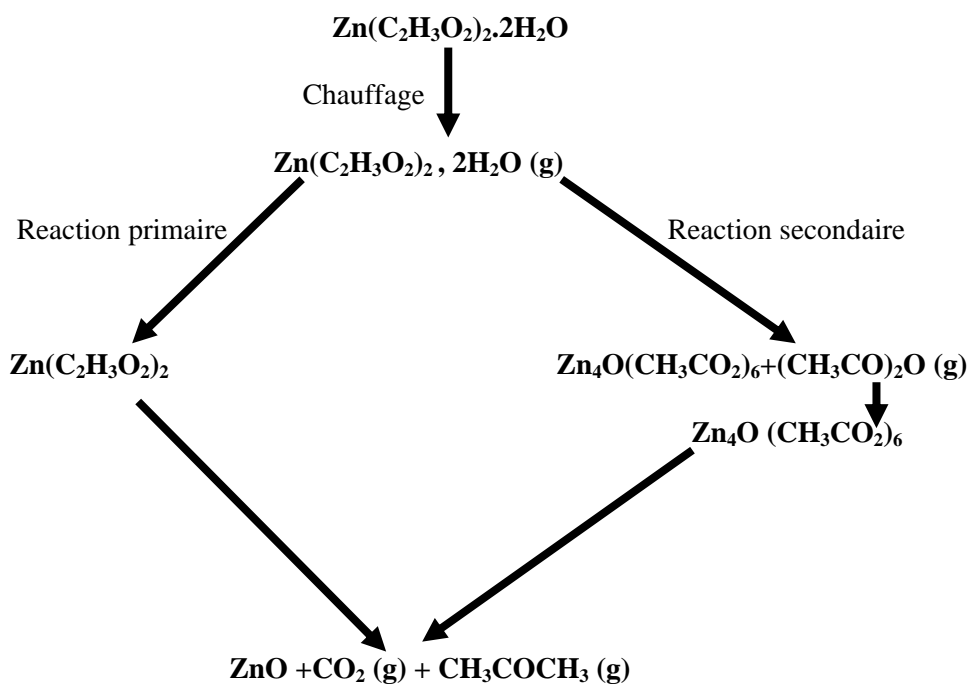 Zn(C₂H₃O₂)₂.2H₂O
Chauffage
Zn(C₂H₃O₂)₂ , 2H₂O (g)
Reaction primaire
Reaction secondaire
Zn(C₂H₃O₂)₂
Zn₄O(CH₃CO₂)₆+(CH₃CO)₂O (g)
Zn₄O (CH₃CO₂)₆
ZnO +CO₂ (g) + CH₃COCH₃ (g)